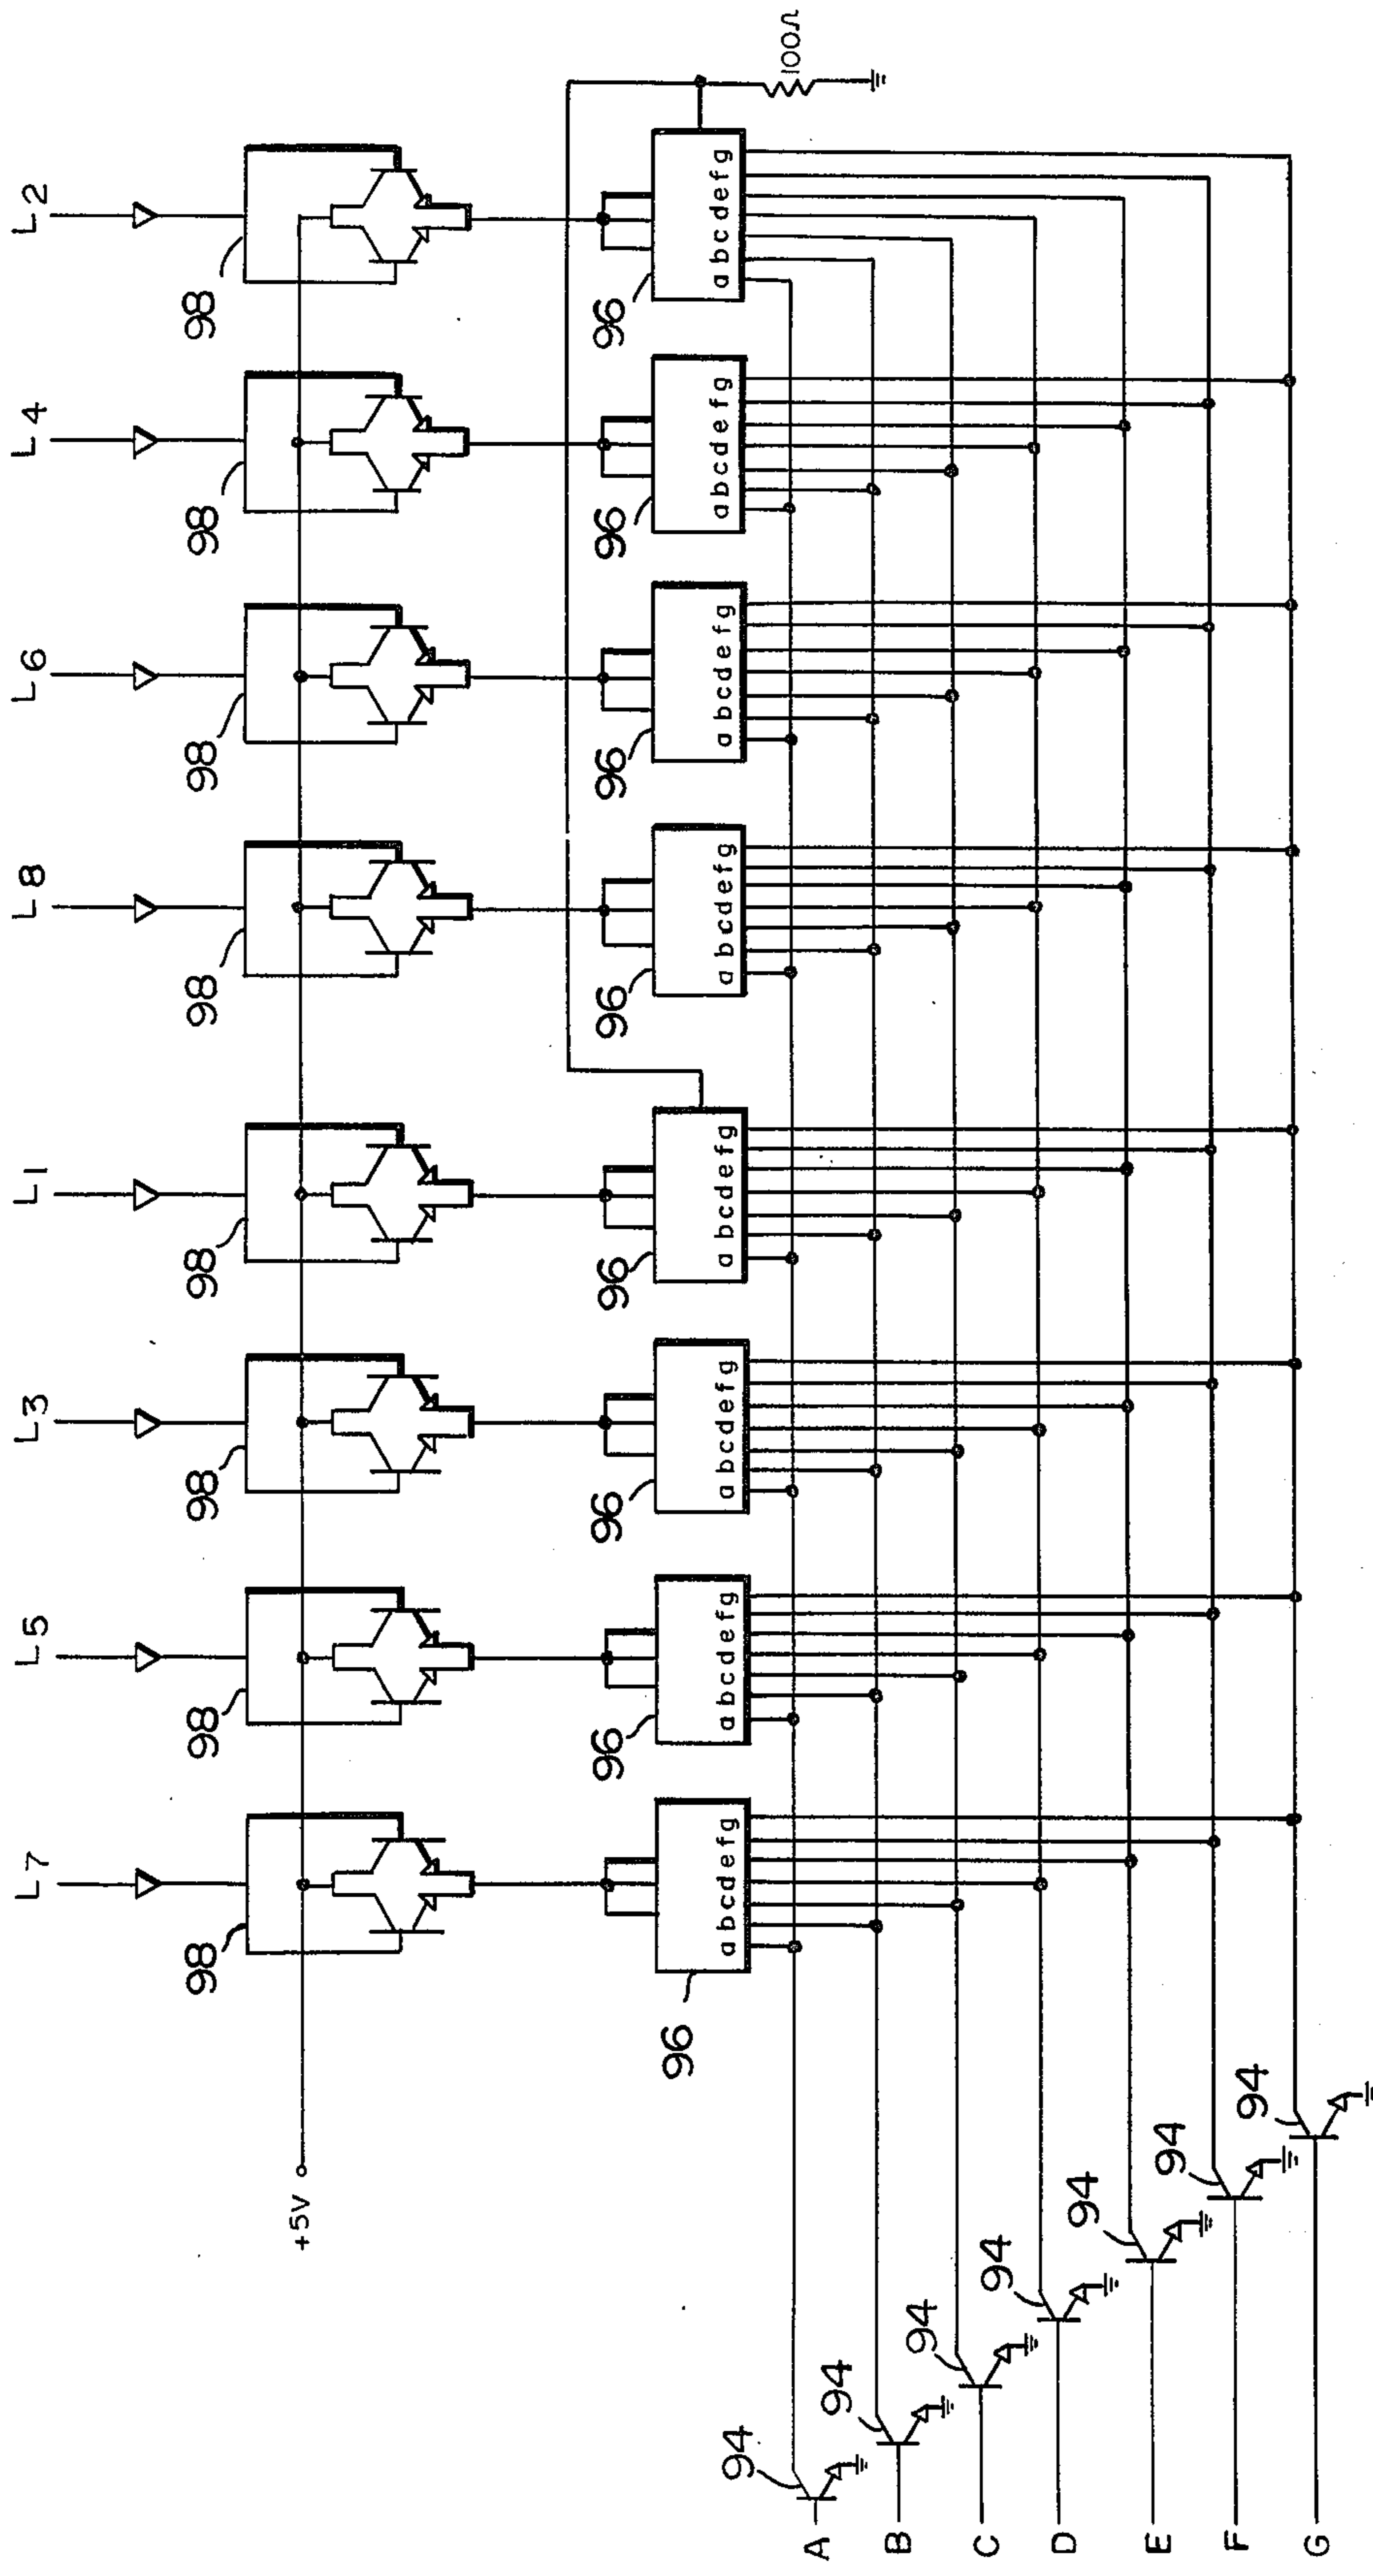 L7 L5 L3 L1 L8 L6 L4 L2
98 98 98 98 98 98 98 98
+5V
96 96 96 96 96 96 96 96
abcdefg abcdefg abcdefg abcdefg abcdefg abcdefg abcdefg abcdefg
100Ω
94
A
94
B
94
C
94
D
94
E
94
F
94
G